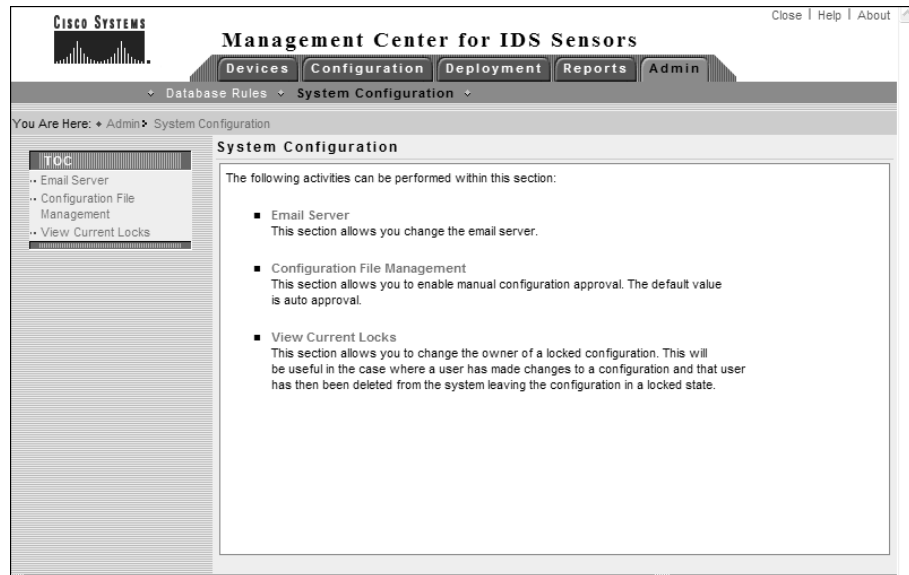 Close | Help | About
CISCO SYSTEMS
Management Center for IDS Sensors
Devices Configuration Deployment Reports Admin
Database Rules System Configuration
You Are Here: Admin > System Configuration
TOC
Email Server
Configuration File
Management
View Current Locks
System Configuration
The following activities can be performed within this section:
Email Server
This section allows you change the email server.
Configuration File Management
This section allows you to enable manual configuration approval. The default value
is auto approval.
View Current Locks
This section allows you to change the owner of a locked configuration. This will
be useful in the case where a user has made changes to a configuration and that user
has then been deleted from the system leaving the configuration in a locked state.